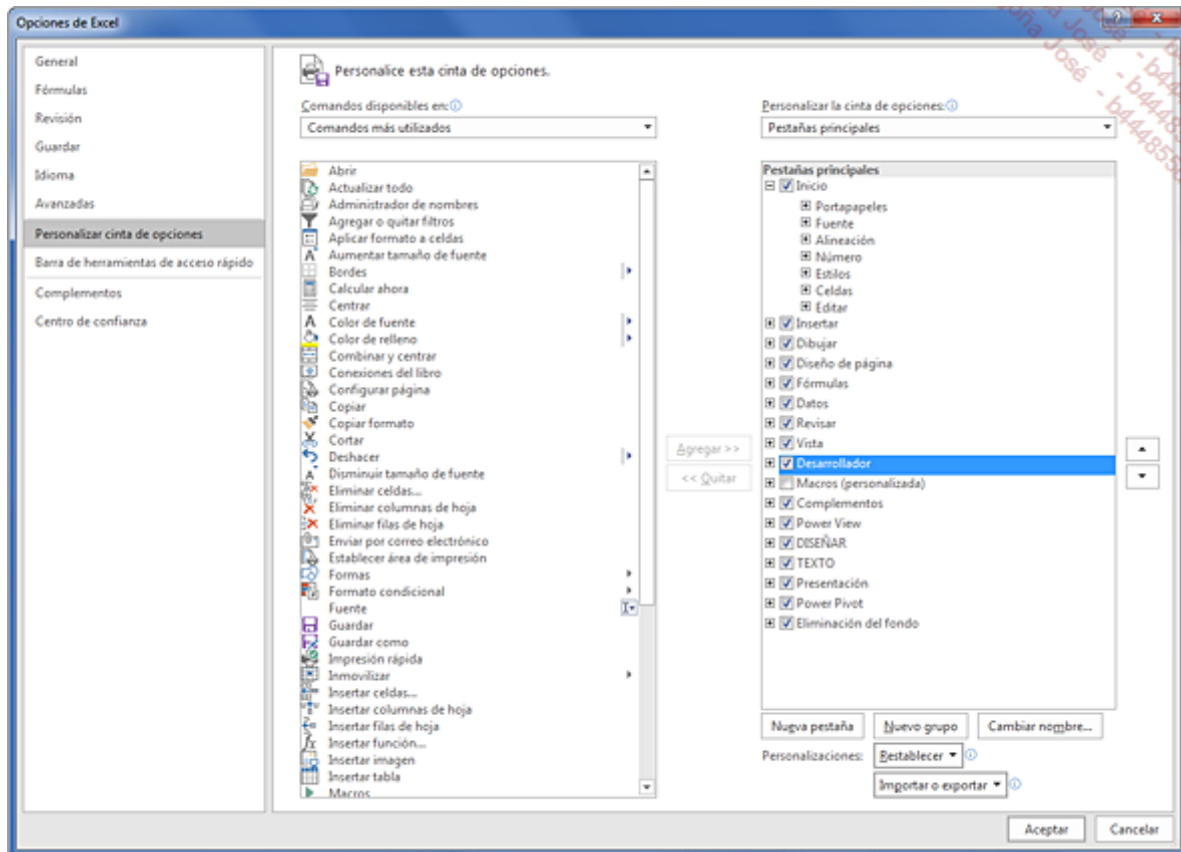 Opciones de Excel
General
Fórmulas
Revisión
Guardar
Idioma
Avanzadas
Personalizar cinta de opciones
Barra de herramientas de acceso rápido
Complementos
Centro de confianza
Personalice esta cinta de opciones.
Comandos disponibles en:
Comandos más utilizados
Abrir
Actualizar todo
Administrador de nombres
Agregar o quitar filtros
Aplicar formato a celdas
Aumentar tamaño de fuente
Bordes
Calcular ahora
Centrar
Color de fuente
Color de relleno
Combinar y centrar
Conexiones del libro
Configurar página
Copiar
Copiar formato
Cortar
Deshacer
Disminuir tamaño de fuente
Eliminar celdas...
Eliminar columnas de hoja
Eliminar filas de hoja
Enviar por correo electrónico
Establecer área de impresión
Formas
Formato condicional
Fuente
Guardar
Guardar como
Impresión rápida
Inmovilizar
Insertar celdas...
Insertar columnas de hoja
Insertar filas de hoja
Insertar función...
Insertar imagen
Insertar tabla
Macros
Agregar >>
<< Quitar
Personalizar la cinta de opciones:
Pestañas principales
Pestañas principales
Inicio
Portapapeles
Fuente
Alineación
Número
Estilos
Celdas
Editar
Insertar
Dibujar
Diseño de página
Fórmulas
Datos
Revisar
Vista
Desarrollador
Macros (personalizada)
Complementos
Power View
DISEÑAR
TEXTO
Presentación
Power Pivot
Eliminación del fondo
Nueva pestaña
Nuevo grupo
Cambiar nombre...
Personalizaciones:
Restablecer
Importar o exportar
Aceptar
Cancelar